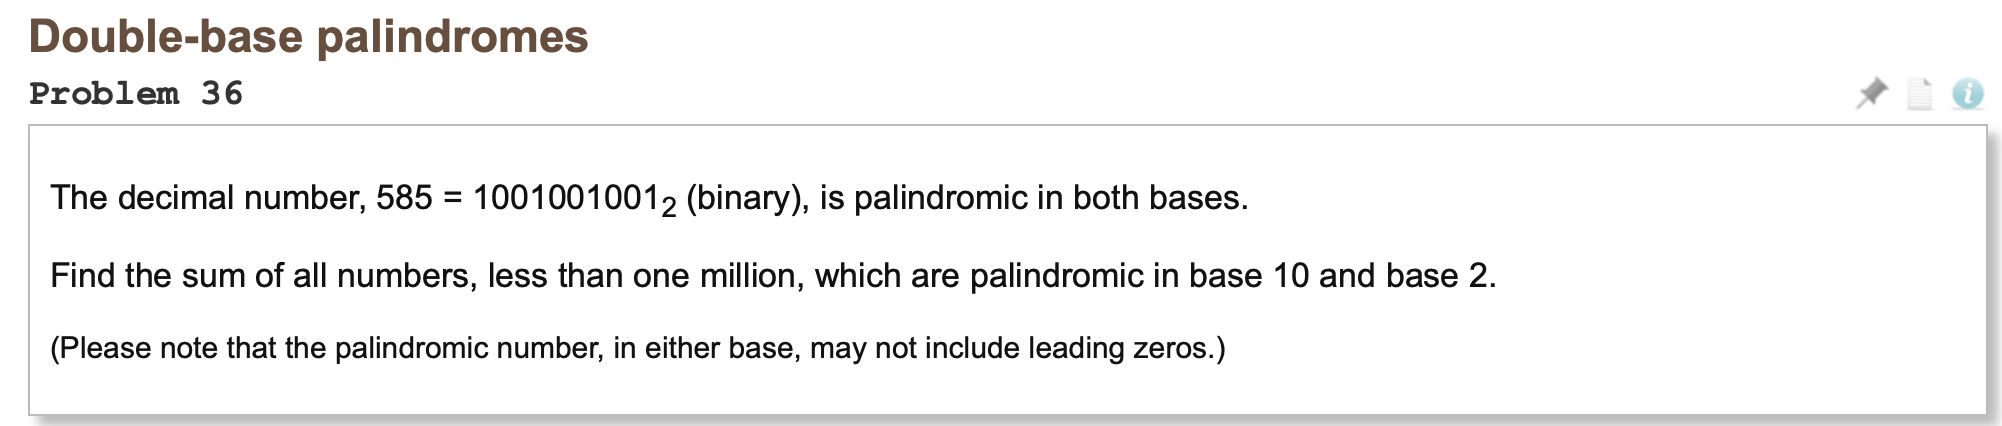 Double-base palindromes
Problem 36
i
The decimal number, 585 = 1001001001₂ (binary), is palindromic in both bases.
Find the sum of all numbers, less than one million, which are palindromic in base 10 and base 2.
(Please note that the palindromic number, in either base, may not include leading zeros.)